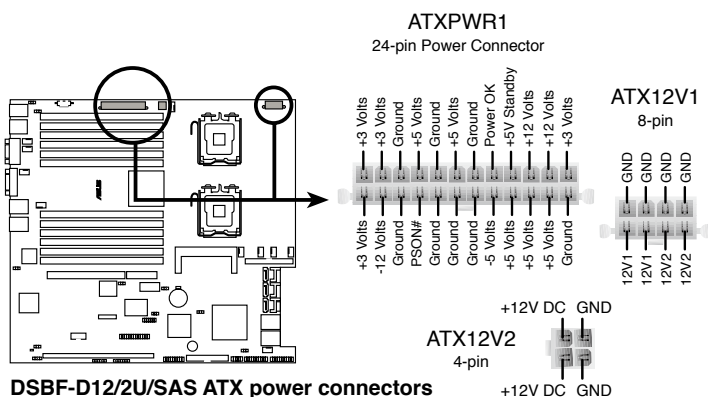 ATXPWR1
24-pin Power Connector
+3 Volts
+3 Volts
Ground
+5 Volts
Ground
+5 Volts
Ground
Power OK
+5V Standby
+12 Volts
+12 Volts
+3 Volts
+3 Volts
-12 Volts
Ground
PSON#
Ground
Ground
Ground
-5 Volts
+5 Volts
+5 Volts
+5 Volts
Ground
ATX12V1
8-pin
GND
GND
GND
GND
12V1
12V1
12V2
12V2
ASUS
ATX12V2
4-pin
+12V DC GND
+12V DC GND
DSBF-D12/2U/SAS ATX power connectors